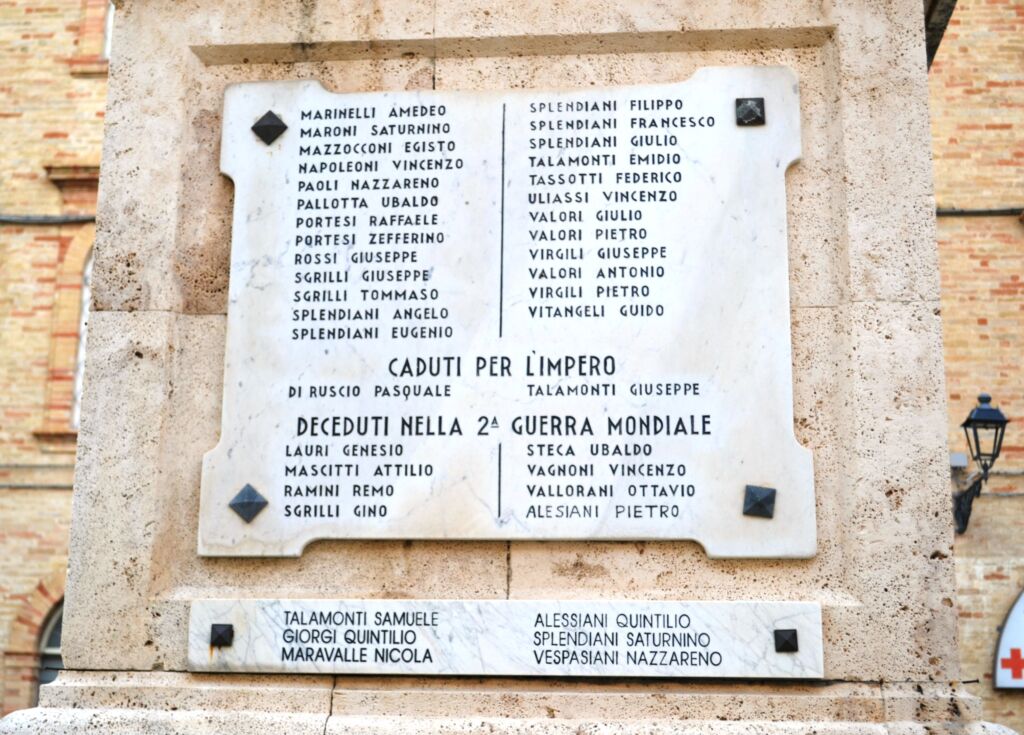 MARINELLI AMEDEO
MARONI SATURNINO
MAZZOCCONI EGISTO
NAPOLEONI VINCENZO
PAOLI NAZZARENO
PALLOTTA UBALDO
PORTESI RAFFAELE
PORTESI ZEFFERINO
ROSSI GIUSEPPE
SGRILLI GIUSEPPE
SGRILLI TOMMASO
SPLENDIANI ANGELO
SPLENDIANI EUGENIO
SPLENDIANI FILIPPO
SPLENDIANI FRANCESCO
SPLENDIANI GIULIO
TALAMONTI EMIDIO
TASSOTTI FEDERICO
ULIASSI VINCENZO
VALORI GIULIO
VALORI PIETRO
VIRGILI GIUSEPPE
VALORI ANTONIO
VIRGILI PIETRO
VITANGELI GUIDO
CADUTI PER L'IMPERO
DI RUSCIO PASQUALE
TALAMONTI GIUSEPPE
DECEDUTI NELLA 2ᴬ GUERRA MONDIALE
LAURI GENESIO
MASCITTI ATTILIO
RAMINI REMO
SGRILLI GINO
STECA UBALDO
VAGNONI VINCENZO
VALLORANI OTTAVIO
ALESIANI PIETRO
TALAMONTI SAMUELE
GIORGI QUINTILIO
MARAVALLE NICOLA
ALESSIANI QUINTILIO
SPLENDIANI SATURNINO
VESPASIANI NAZZARENO